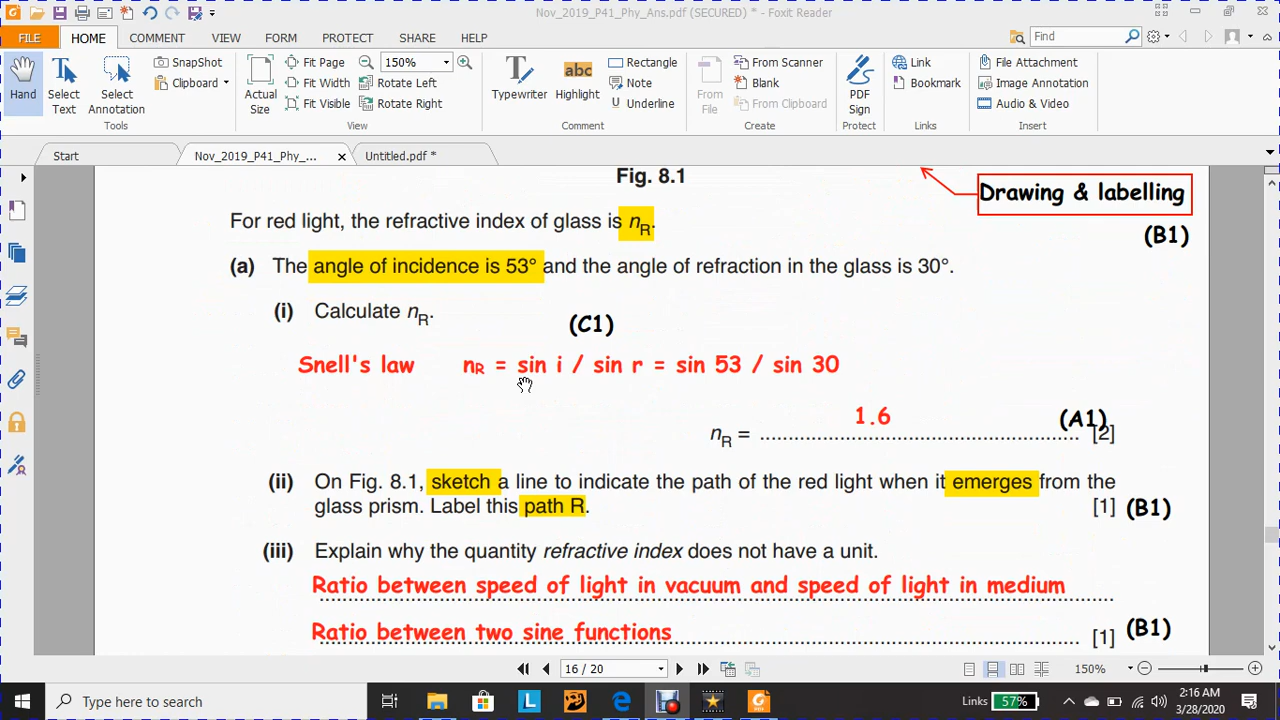 Nov_2019_P41_Phy_Ans.pdf (SECURED) * - Foxit Reader
FILE HOME COMMENT VIEW FORM PROTECT SHARE HELP Find
Hand Select Text Select Annotation SnapShot Clipboard Tools
Actual Size Fit Page Fit Width Fit Visible 150% Rotate Left Rotate Right View
Typewriter Highlight Rectangle Note Underline Comment
From File From Scanner Blank From Clipboard Create
PDF Sign Protect
Link Bookmark Links
File Attachment Image Annotation Audio & Video Insert
Start Nov_2019_P41_Phy_... Untitled.pdf *
Fig. 8.1
Drawing & labelling
For red light, the refractive index of glass is nR.
(B1)
(a) The angle of incidence is 53° and the angle of refraction in the glass is 30°.
(i) Calculate nR.
(C1)
Snell's law nR = sin i / sin r = sin 53 / sin 30
1.6 (A1)
nR = .......................................................... [2]
(ii) On Fig. 8.1, sketch a line to indicate the path of the red light when it emerges from the
glass prism. Label this path R. [1] (B1)
(iii) Explain why the quantity refractive index does not have a unit.
Ratio between speed of light in vacuum and speed of light in medium
Ratio between two sine functions [1] (B1)
16 / 20 150%
Type here to search L Links 57% 2:16 AM
3/28/2020